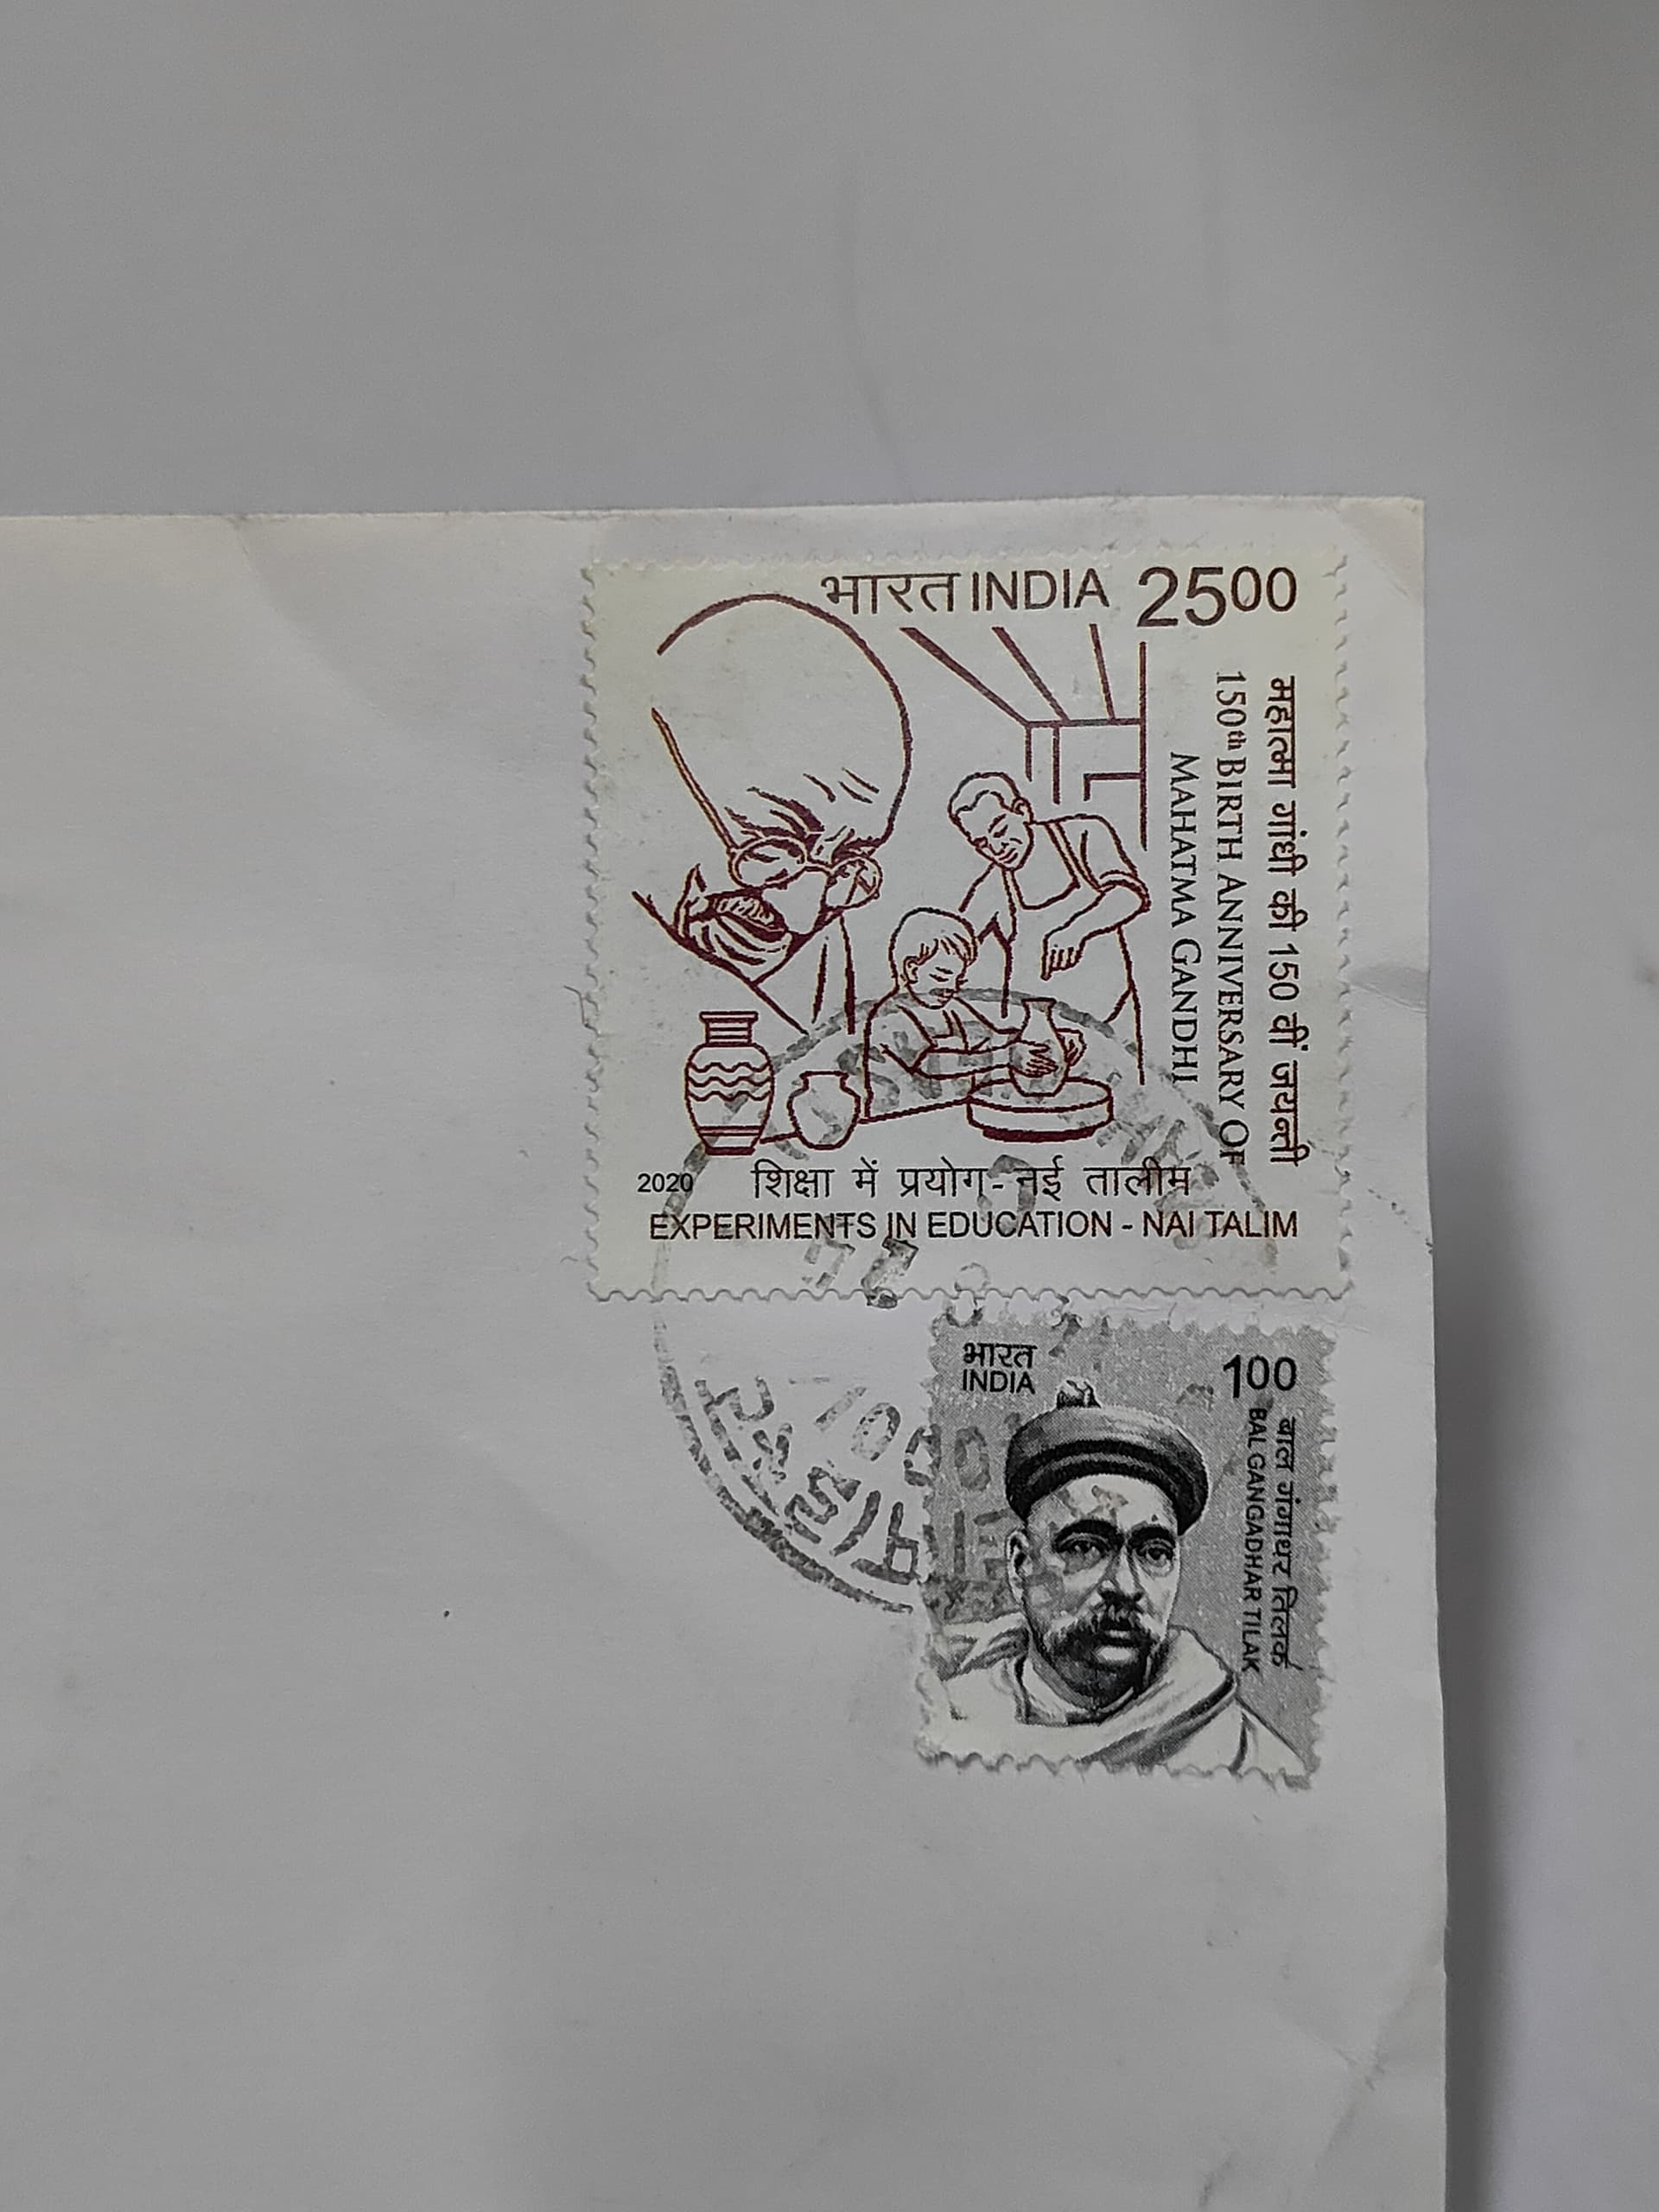 भारत INDIA 2500
महात्मा गांधी की 150 वीं जयन्ती
150th BIRTH ANNIVERSARY OF
MAHATMA GANDHI
2020 शिक्षा में प्रयोग - नई तालीम
EXPERIMENTS IN EDUCATION - NAI TALIM
भारत
INDIA
100
बाल गंगाधर तिलक
BAL GANGADHAR TILAK